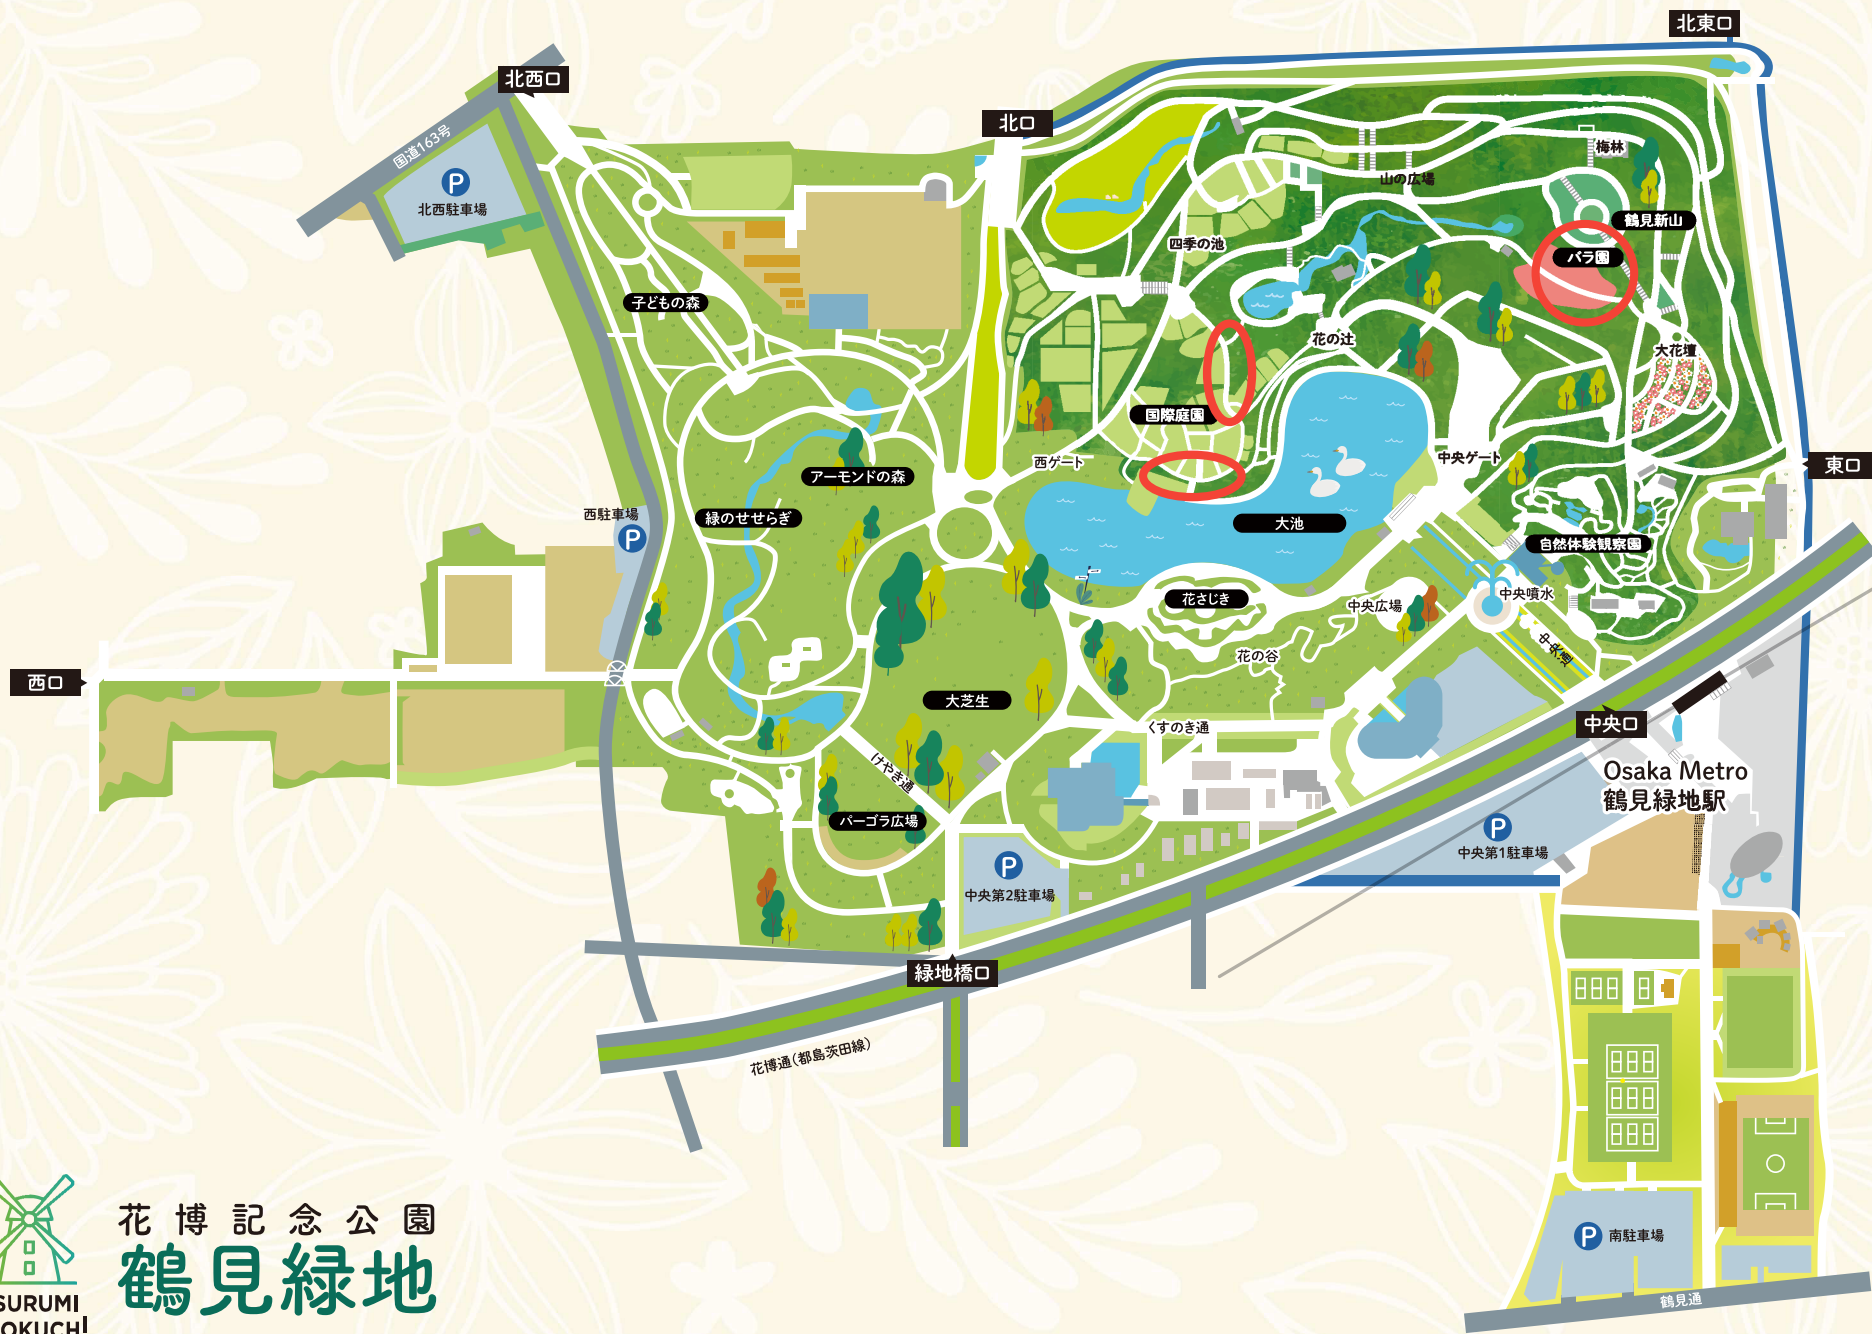 北東口
北西口
北口
国道163号
P
北西駐車場
梅林
山の広場
鶴見新山
四季の池
バラ園
子どもの森
花の辻
大花壇
国際庭園
西ゲート
中央ゲート
東口
アーモンドの森
緑のせせらぎ
西駐車場
P
大池
自然体験観察園
花さじき
中央広場
中央噴水
中央通
花の谷
西口
大芝生
くすのき通
中央口
けやき通
Osaka Metro
鶴見緑地駅
パーゴラ広場
P
中央第1駐車場
P
中央第2駐車場
緑地橋口
花博通(都島茨田線)
花博記念公園
鶴見緑地
P
南駐車場
鶴見通
SURUMI
OKUCHI